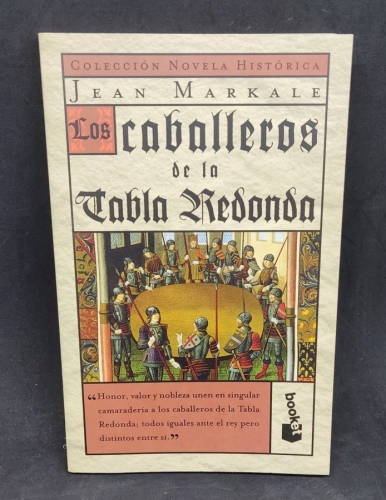 COLECCIÓN NOVELA HISTÓRICA
JEAN MARKALE
Los caballeros
de la
Tabla Redonda
“Honor, valor y nobleza unen en singular
camaradería a los caballeros de la Tabla
Redonda; todos iguales ante el rey pero
distintos entre sí.”
booket